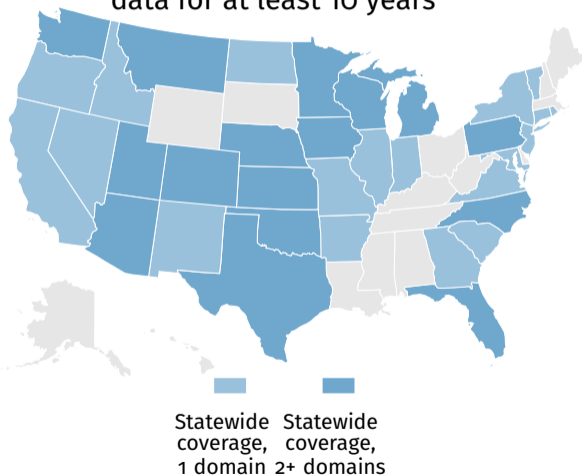 data for at least 10 years
Statewide Statewide
coverage, coverage,
1 domain 2+ domains